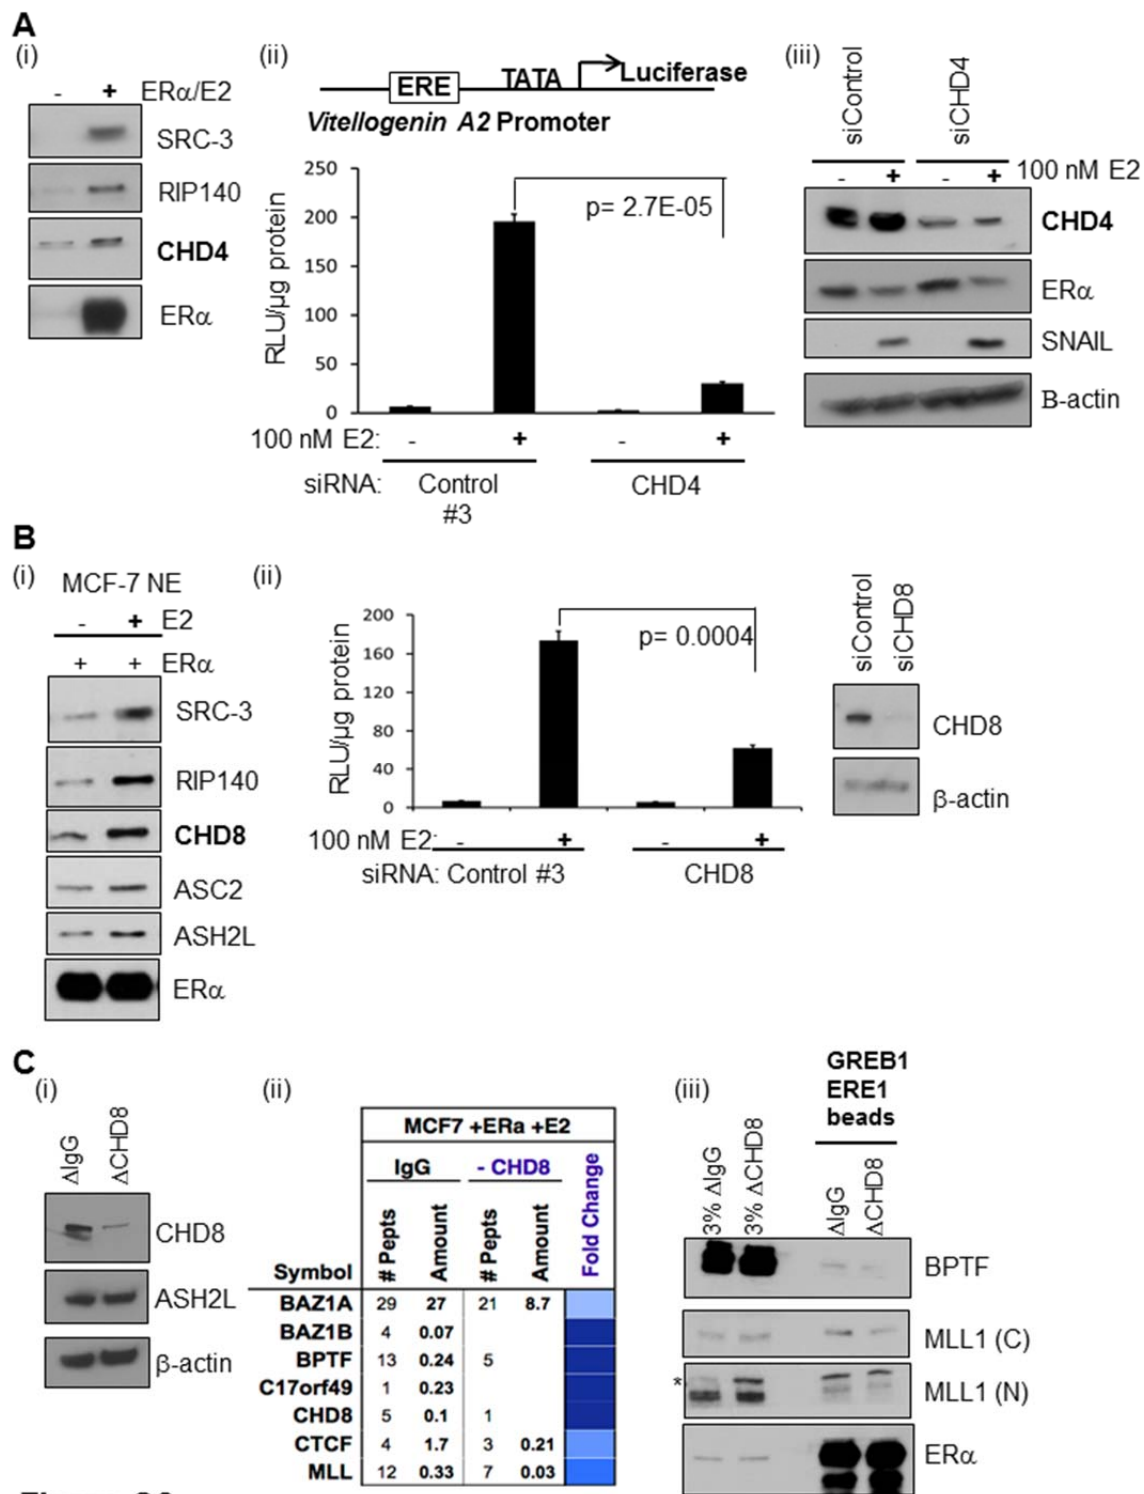 A
(i)
- + ERα/E2
SRC-3
RIP140
CHD4
ERα
(ii)
ERE TATA Luciferase
Vitellogenin A2 Promoter
RLU/µg protein
250
200
150
100
50
0
p= 2.7E-05
100 nM E2: - + - +
siRNA: Control #3 CHD4
(iii)
siControl siCHD4
- + - + 100 nM E2
CHD4
ERα
SNAIL
B-actin
B
(i)
MCF-7 NE
- + E2
+ + ERα
SRC-3
RIP140
CHD8
ASC2
ASH2L
ERα
(ii)
RLU/µg protein
200
160
120
80
40
0
p= 0.0004
100 nM E2: - + - +
siRNA: Control #3 CHD8
siControl siCHD8
CHD8
β-actin
C
(i)
ΔIgG ΔCHD8
CHD8
ASH2L
β-actin
(ii)
MCF7 +ERa +E2
IgG - CHD8
Symbol # Pepts Amount # Pepts Amount Fold Change
BAZ1A 29 27 21 8.7
BAZ1B 4 0.07
BPTF 13 0.24 5
C17orf49 1 0.23
CHD8 5 0.1 1
CTCF 4 1.7 3 0.21
MLL 12 0.33 7 0.03
(iii)
GREB1
ERE1
beads
3% ΔIgG 3% ΔCHD8 ΔIgG ΔCHD8
BPTF
MLL1 (C)
* MLL1 (N)
ERα